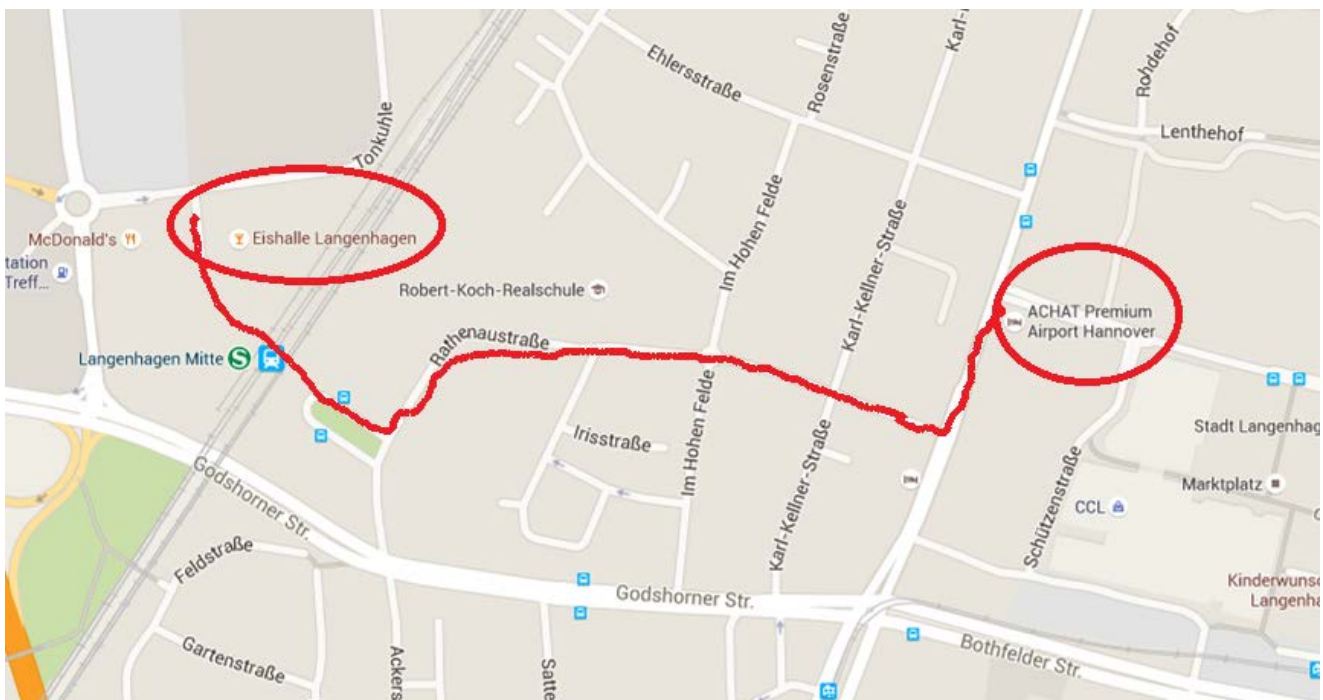 Ehlersstraße
Rosenstraße
Karl-
Rohdehof
Lenthehof
Tonkuhle
McDonald's
Eishalle Langenhagen
tation
Treff...
Robert-Koch-Realschule
Im Hohen Felde
Karl-Kellner-Straße
ACHAT Premium
Airport Hannover
Langenhagen Mitte
S
Rathenaustraße
Im Hohen Felde
Irisstraße
Karl-Kellner-Straße
Stadt Langenhag
Marktplatz
CCL
Schützenstraße
Godshorner Str.
Feldstraße
Godshorner Str.
Kinderwuns
Langenha
Gartenstraße
Ackers
Satte
Bothfelder Str.